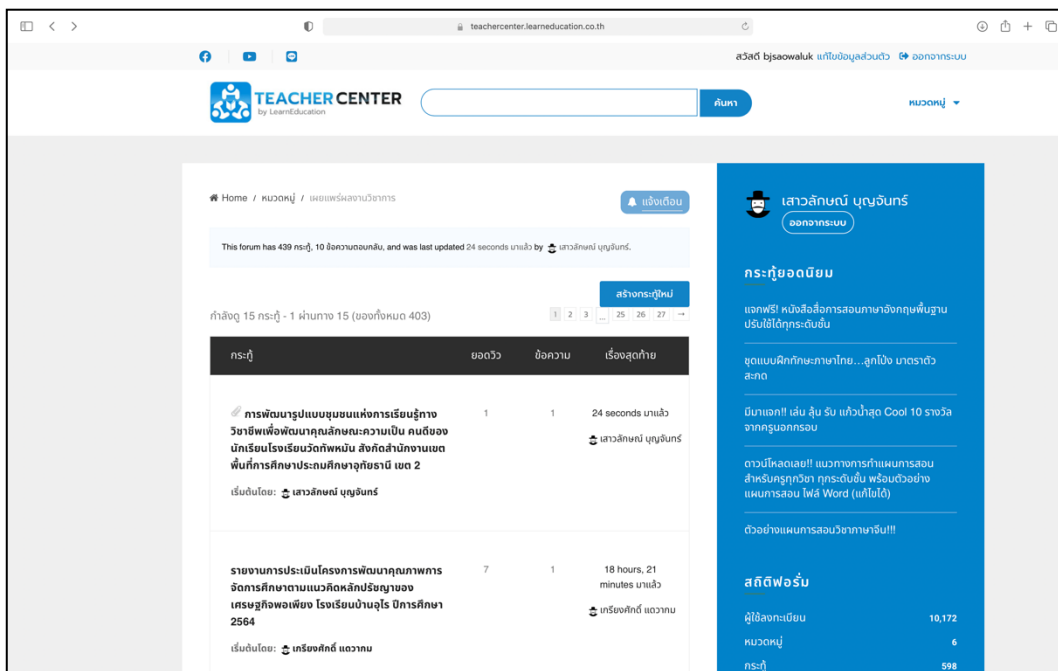 teachercenter.learneducation.co.th
สวัสดี bjsaowaluk แก้ไขข้อมูลส่วนตัว ออกจากระบบ
TEACHER CENTER
by LearnEducation
ค้นหา
หมวดหมู่
Home / หมวดหมู่ / เผยแพร่ผลงานวิชาการ
แจ้งเตือน
This forum has 439 กระทู้, 10 ข้อความตอบกลับ, and was last updated 24 seconds มาแล้ว by เสาวลักษณ์ บุญจันทร์.
สร้างกระทู้ใหม่
กำลังดู 15 กระทู้ - 1 ผ่านทาง 15 (ของทั้งหมด 403)
1 2 3 ... 25 26 27 →
กระทู้ ยอดวิว ข้อความ เรื่องสุดท้าย
การพัฒนารูปแบบชุมชนแห่งการเรียนรู้ทาง 1 1 24 seconds มาแล้ว
วิชาชีพเพื่อพัฒนาคุณลักษณะความเป็น คนดีของ
เสาวลักษณ์ บุญจันทร์
นักเรียนโรงเรียนวัดทัพหมัน สังกัดสำนักงานเขต
พื้นที่การศึกษาประถมศึกษาอุทัยธานี เขต 2
เริ่มต้นโดย: เสาวลักษณ์ บุญจันทร์
รายงานการประเมินโครงการพัฒนาคุณภาพการ 7 1 18 hours, 21
จัดการศึกษาตามแนวคิดหลักปรัชญาของ minutes มาแล้ว
เศรษฐกิจพอเพียง โรงเรียนบ้านอุไร ปีการศึกษา
เกรียงศักดิ์ แดวากม
2564
เริ่มต้นโดย: เกรียงศักดิ์ แดวากม
เสาวลักษณ์ บุญจันทร์
ออกจากระบบ
กระทู้ยอดนิยม
แจกฟรี! หนังสือสื่อการสอนภาษาอังกฤษพื้นฐาน
ปรับใช้ได้ทุกระดับชั้น
ชุดแบบฝึกทักษะภาษาไทย...ลูกโป่ง มาตราตัว
สะกด
มีมาแจก!! เล่น ลุ้น รับ แก้วน้ำสุด Cool 10 รางวัล
จากครูนอกกรอบ
ดาวน์โหลดเลย!! แนวทางการทำแผนการสอน
สำหรับครูทุกวิชา ทุกระดับชั้น พร้อมตัวอย่าง
แผนการสอน ไฟล์ Word (แก้ไขได้)
ตัวอย่างแผนการสอนวิชาภาษาจีน!!!
สถิติฟอรั่ม
ผู้ใช้ลงทะเบียน 10,172
หมวดหมู่ 6
กระทู้ 598